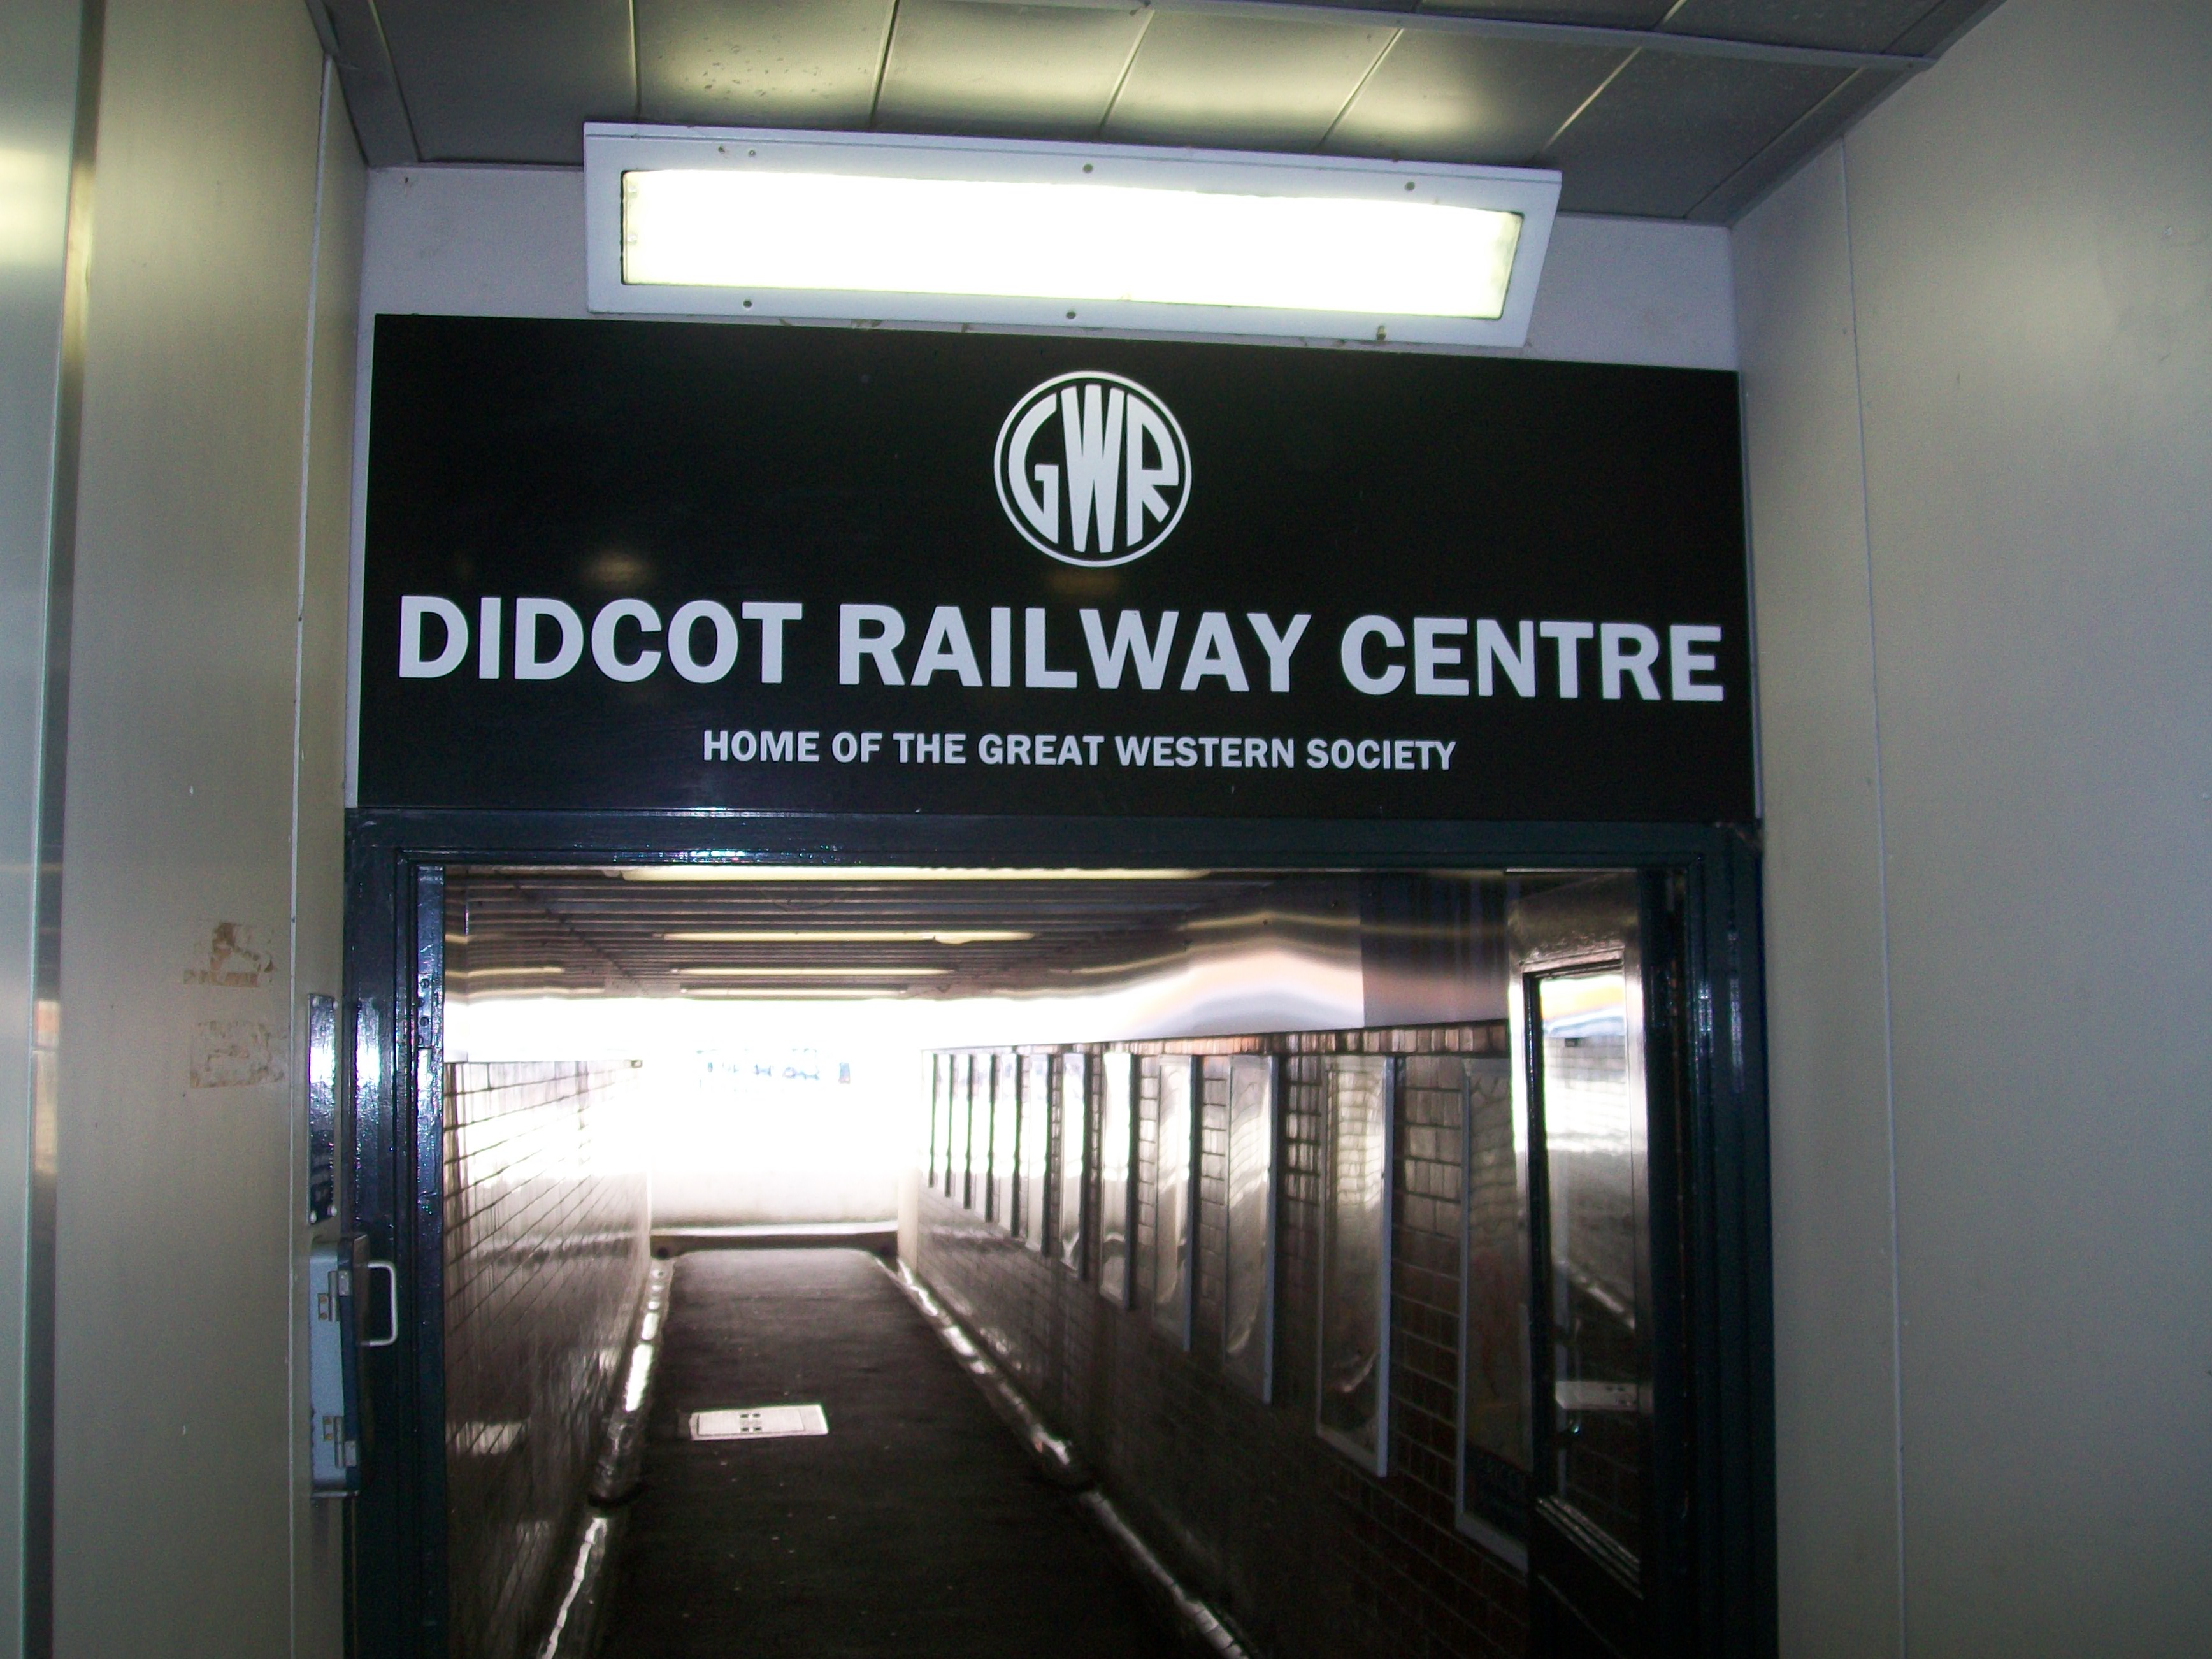 GWR
DIDCOT RAILWAY CENTRE
HOME OF THE GREAT WESTERN SOCIETY